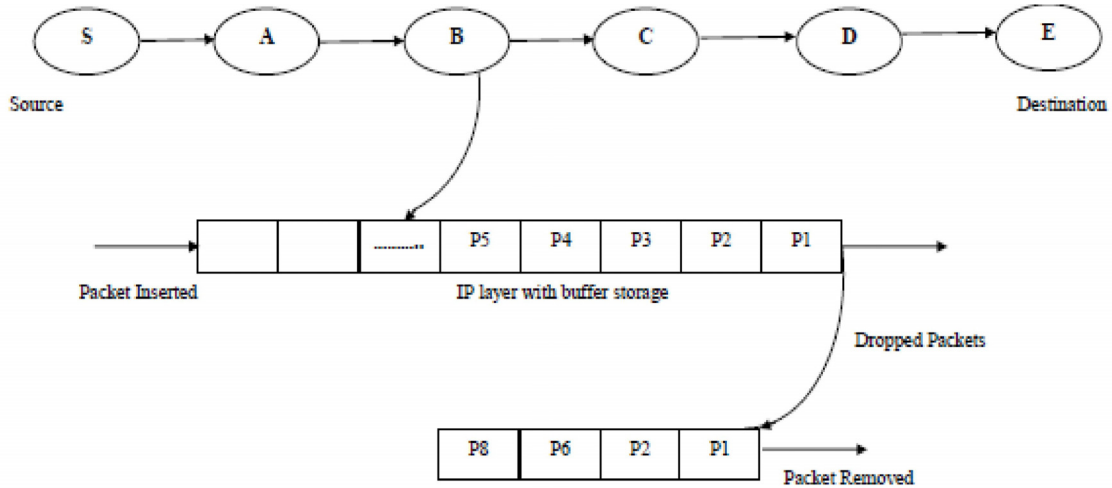 S A B C D E
Source Destination
........... P5 P4 P3 P2 P1
Packet Inserted IP layer with buffer storage
Dropped Packets
P8 P6 P2 P1
Packet Removed